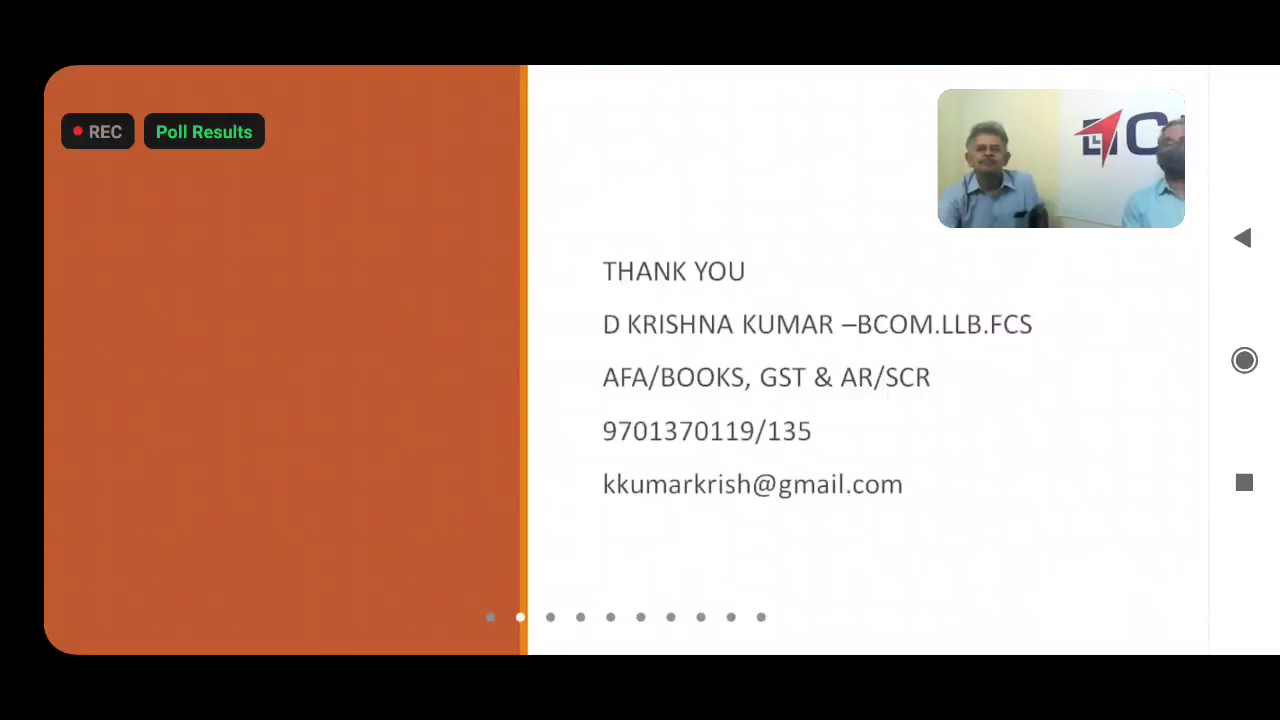 REC
Poll Results
THANK YOU
D KRISHNA KUMAR –BCOM.LLB.FCS
AFA/BOOKS, GST & AR/SCR
9701370119/135
kkumarkrish@gmail.com